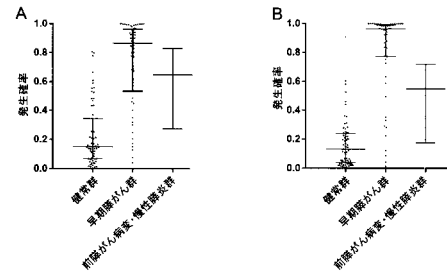 A
発生確率
1.0
0.8
0.6
0.4
0.2
0.0
健常群
早期膵がん群
前膵がん病変・慢性膵炎群
B
発生確率
1.0
0.8
0.6
0.4
0.2
0.0
健常群
早期膵がん群
前膵がん病変・慢性膵炎群